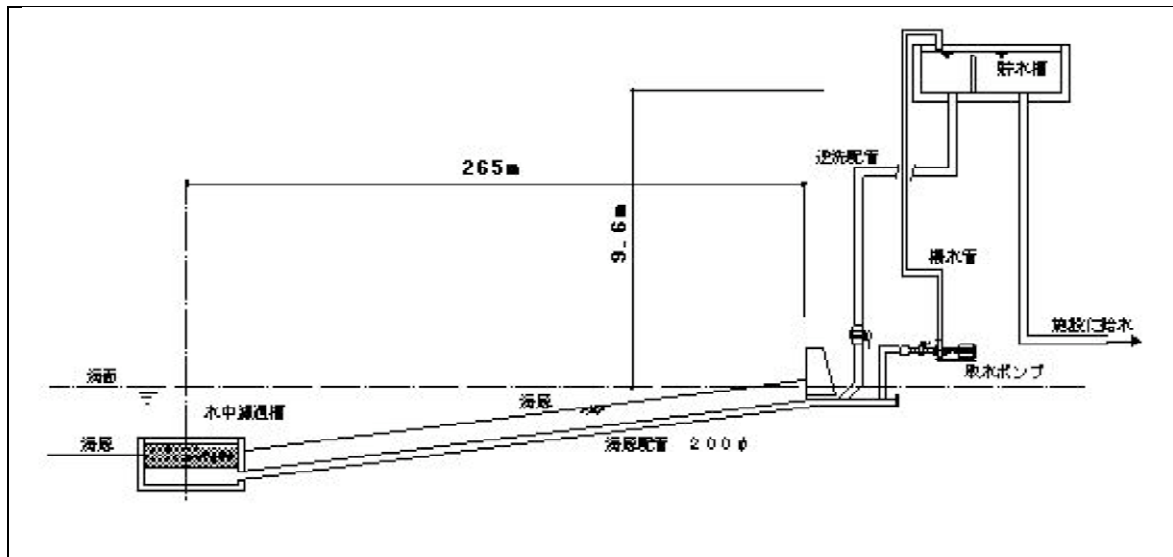 貯水槽
逆洗配管
265m
9.6m
揚水管
施設に給水
取水ポンプ
海面
水中濾過槽
海底
海底
海底配管 200φ